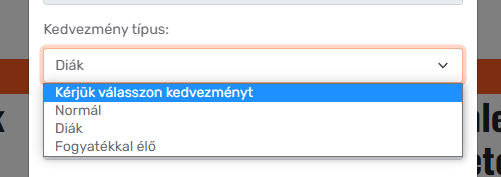 Kedvezmény típus:
Diák
Kérjük válasszon kedvezményt
Normál
Diák
Fogyatékkal élő